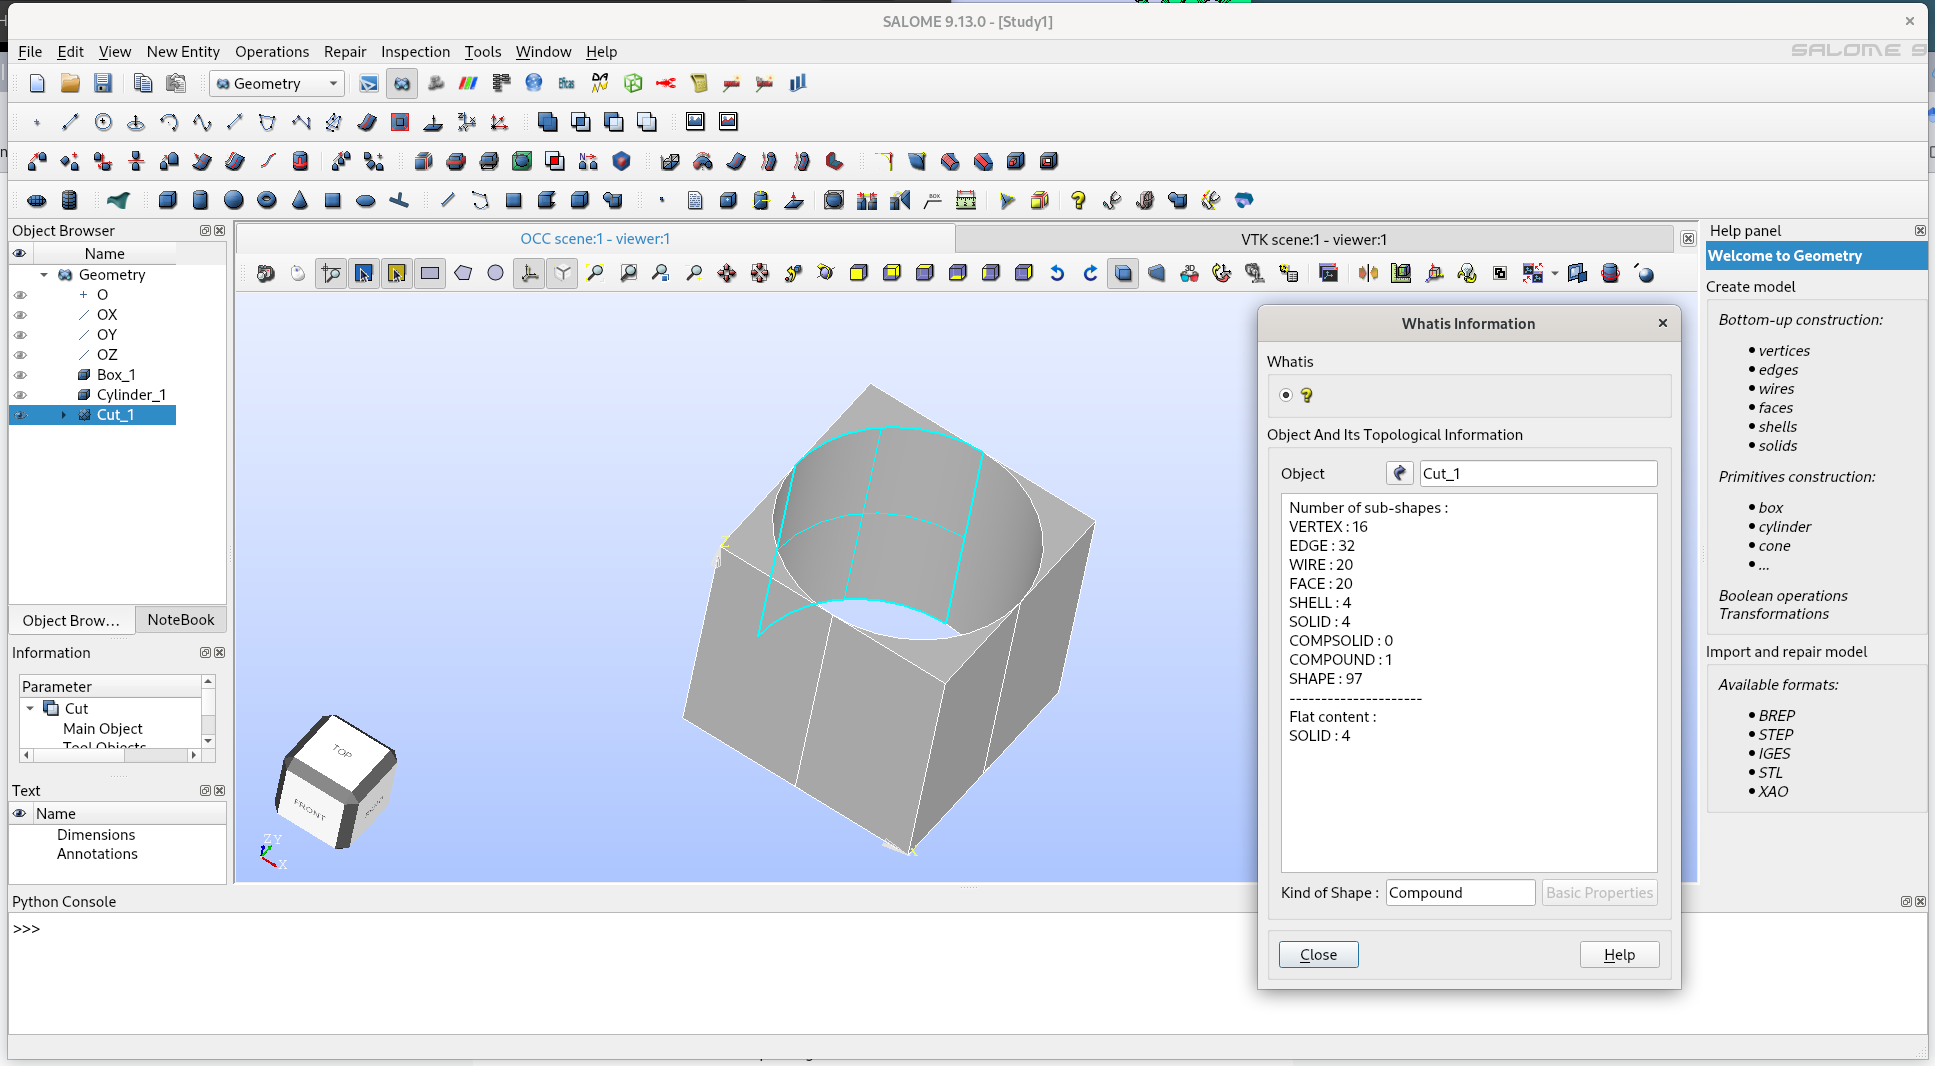 SALOME 9.13.0 - [Study1]
File Edit View New Entity Operations Repair Inspection Tools Window Help
SALOME 9
Geometry
Eficas
BOX
Object Browser
Name
Geometry
O
OX
OY
OZ
Box_1
Cylinder_1
Cut_1
Object Brow...
NoteBook
Information
Parameter
Cut
Main Object
Tool Objects
Text
Name
Dimensions
Annotations
OCC scene:1 - viewer:1
VTK scene:1 - viewer:1
Z
X
TOP
FRONT
Z Y
X
Whatis Information
Whatis
Object And Its Topological Information
Object
Cut_1
Number of sub-shapes :
VERTEX : 16
EDGE : 32
WIRE : 20
FACE : 20
SHELL : 4
SOLID : 4
COMPSOLID : 0
COMPOUND : 1
SHAPE : 97
---------------------
Flat content :
SOLID : 4
Kind of Shape :
Compound
Basic Properties
Close
Help
Help panel
Welcome to Geometry
Create model
Bottom-up construction:
vertices
edges
wires
faces
shells
solids
Primitives construction:
box
cylinder
cone
...
Boolean operations
Transformations
Import and repair model
Available formats:
BREP
STEP
IGES
STL
XAO
Python Console
>>>